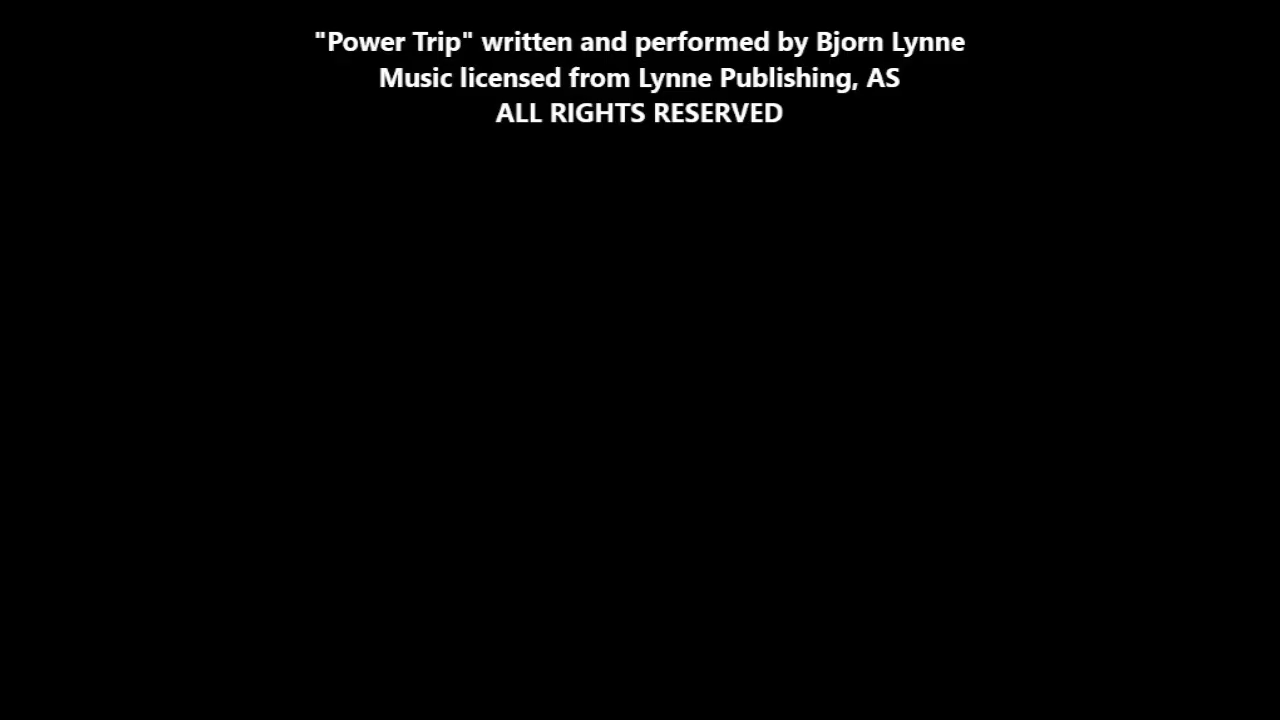 "Power Trip" written and performed by Bjorn Lynne
Music licensed from Lynne Publishing, AS
ALL RIGHTS RESERVED